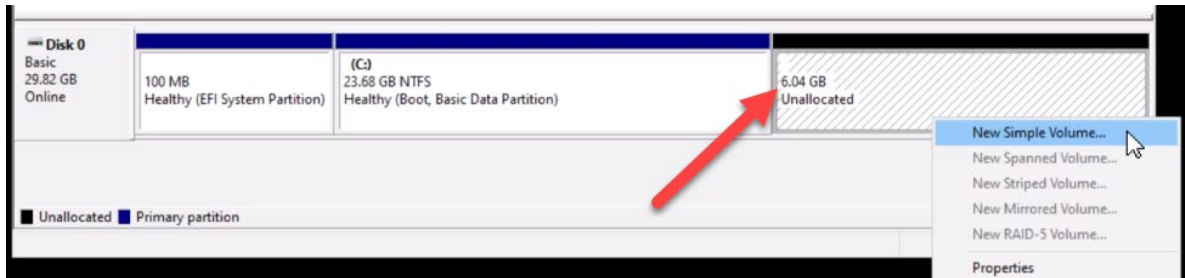 Disk 0
Basic
29.82 GB
Online
100 MB
Healthy (EFI System Partition)
(C:)
23.68 GB NTFS
Healthy (Boot, Basic Data Partition)
6.04 GB
Unallocated
New Simple Volume...
New Spanned Volume...
New Striped Volume...
New Mirrored Volume...
New RAID-5 Volume...
Properties
Unallocated Primary partition